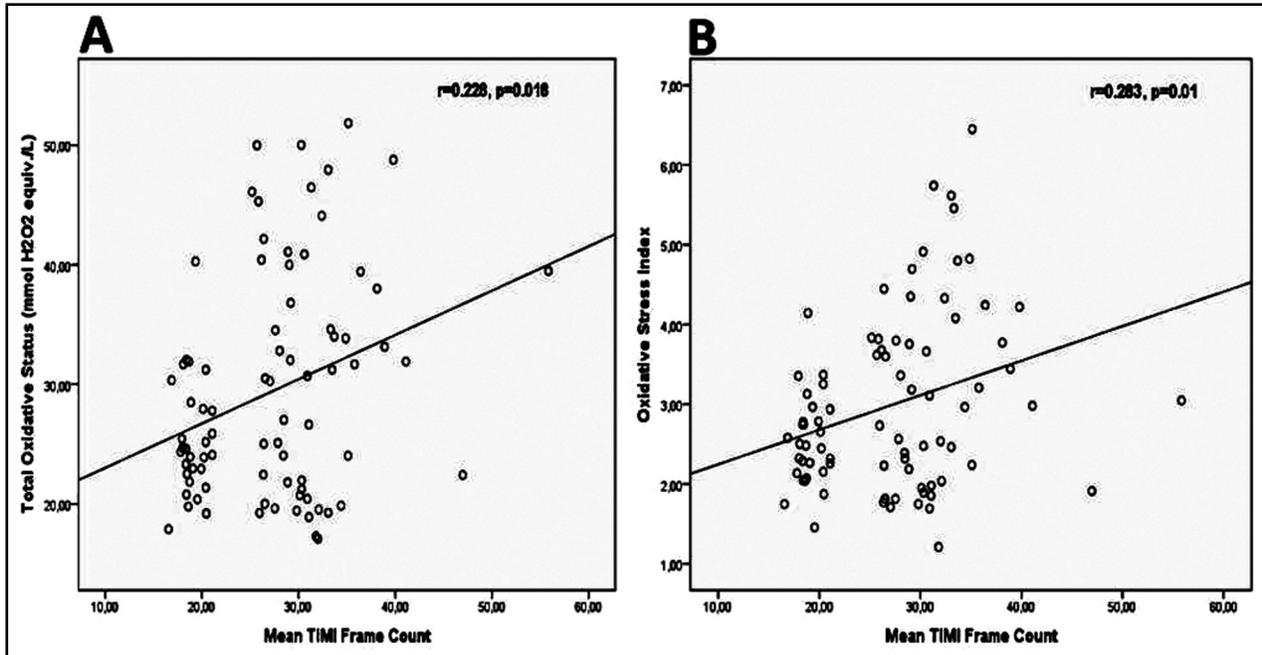 A
B
r=0.228, p=0.016
r=0.283, p=0.01
Total Oxidative Status (mmol H2O2 equiv./L)
50,00
40,00
30,00
20,00
10,00 20,00 30,00 40,00 50,00 60,00
Mean TIMI Frame Count
Oxidative Stress Index
7,00
6,00
5,00
4,00
3,00
2,00
1,00
10,00 20,00 30,00 40,00 50,00 60,00
Mean TIMI Frame Count